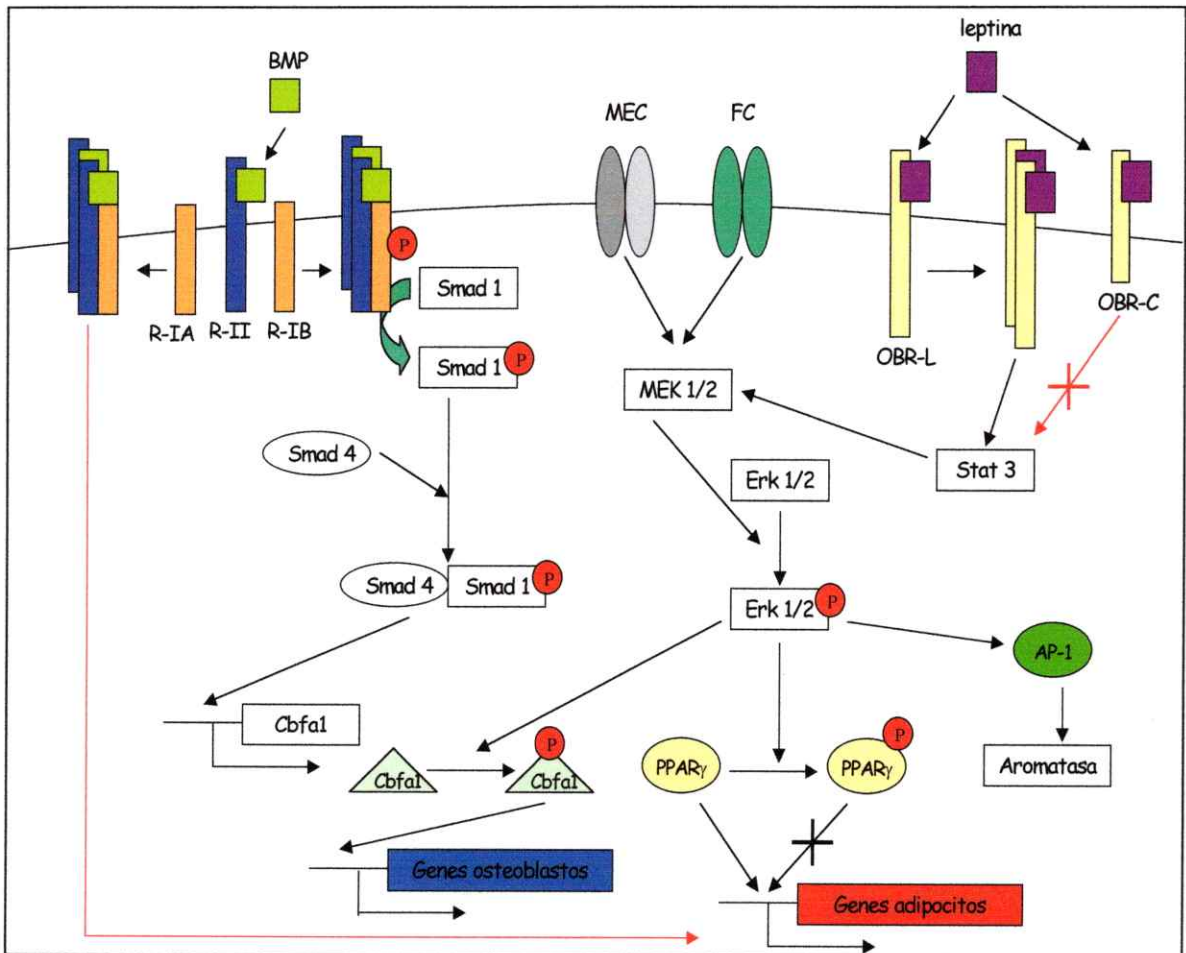 leptina
BMP
MEC
FC
P
Smad 1
R-IA
R-II
R-IB
OBR-C
OBR-L
Smad 1
P
MEK 1/2
Smad 4
Erk 1/2
Stat 3
Smad 4
Smad 1
P
Erk 1/2
P
AP-1
Cbfa1
P
P
Cbfa1
Cbfa1
PPARγ
PPARγ
Aromatasa
Genes osteoblastos
Genes adipocitos